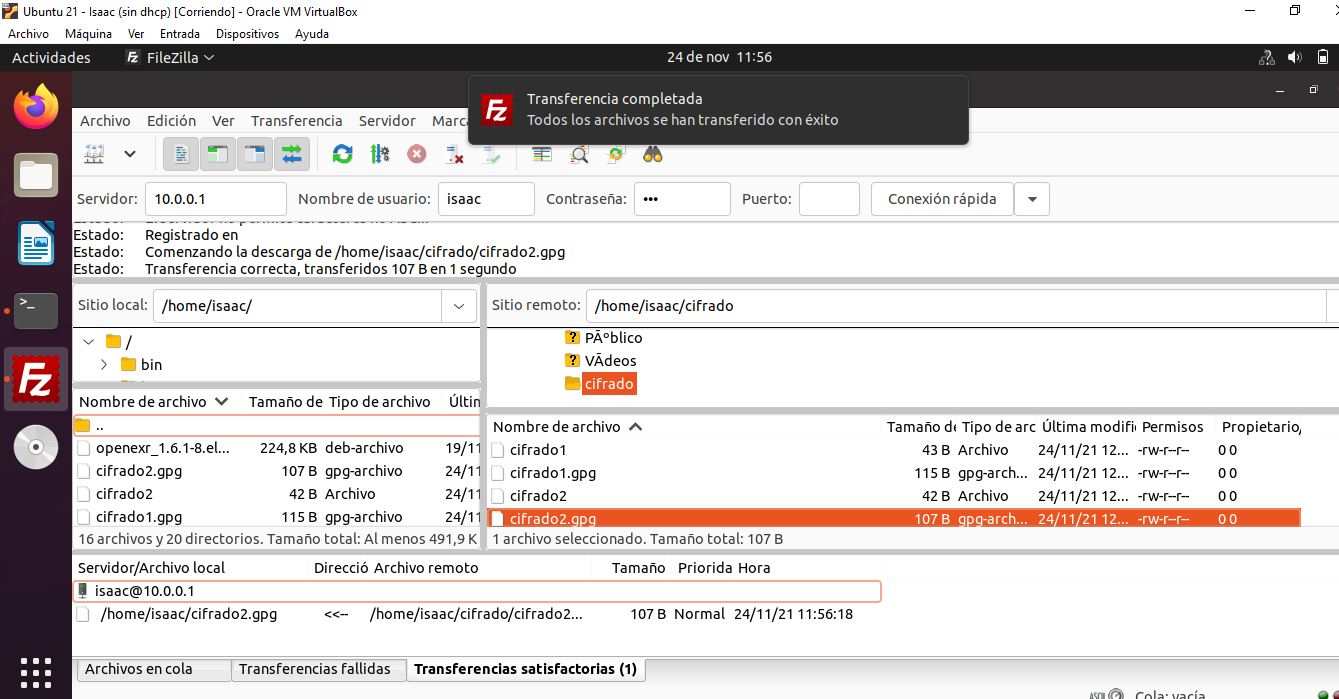 Ubuntu 21 - Isaac (sin dhcp) [Corriendo] - Oracle VM VirtualBox
Archivo Máquina Ver Entrada Dispositivos Ayuda
Actividades FileZilla 24 de nov 11:56
Transferencia completada
Todos los archivos se han transferido con éxito
Archivo Edición Ver Transferencia Servidor Marca
Servidor: 10.0.0.1 Nombre de usuario: isaac Contraseña: ••• Puerto: Conexión rápida
Estado:
Estado: Registrado en
Estado: Comenzando la descarga de /home/isaac/cifrado/cifrado2.gpg
Estado: Transferencia correcta, transferidos 107 B en 1 segundo
Sitio local: /home/isaac/
/
bin
Nombre de archivo Tamaño de Tipo de archivo Últin
..
openexr_1.6.1-8.el... 224,8 KB deb-archivo 19/11
cifrado2.gpg 107 B gpg-archivo 24/11
cifrado2 42 B Archivo 24/11
cifrado1.gpg 115 B gpg-archivo 24/11
16 archivos y 20 directorios. Tamaño total: Al menos 491,9 K
Sitio remoto: /home/isaac/cifrado
PÃºblico
VÃdeos
cifrado
Nombre de archivo Tamaño de Tipo de arc Última modifi Permisos Propietario/
cifrado1 43 B Archivo 24/11/21 12... -rw-r--r-- 0 0
cifrado1.gpg 115 B gpg-arch... 24/11/21 12... -rw-r--r-- 0 0
cifrado2 42 B Archivo 24/11/21 12... -rw-r--r-- 0 0
cifrado2.gpg 107 B gpg-arch... 24/11/21 12... -rw-r--r-- 0 0
1 archivo seleccionado. Tamaño total: 107 B
Servidor/Archivo local Direcció Archivo remoto Tamaño Priorida Hora
isaac@10.0.0.1
/home/isaac/cifrado2.gpg <<-- /home/isaac/cifrado/cifrado2... 107 B Normal 24/11/21 11:56:18
Archivos en cola Transferencias fallidas Transferencias satisfactorias (1)
Cola: vacía